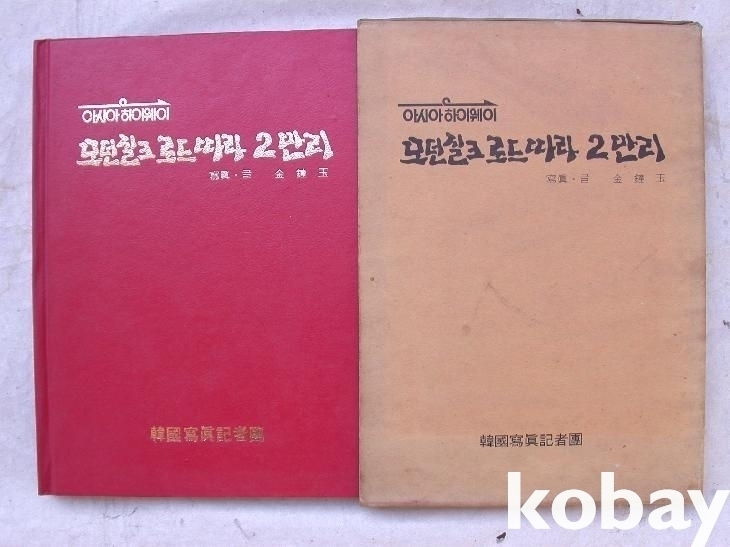 아시아하이웨이
모던실크로드따라 2만리
寫眞·글 金鍾玉
韓國寫眞記者團
아시아하이웨이
모던실크로드따라 2만리
寫眞·글 金鍾玉
韓國寫眞記者團
kobay